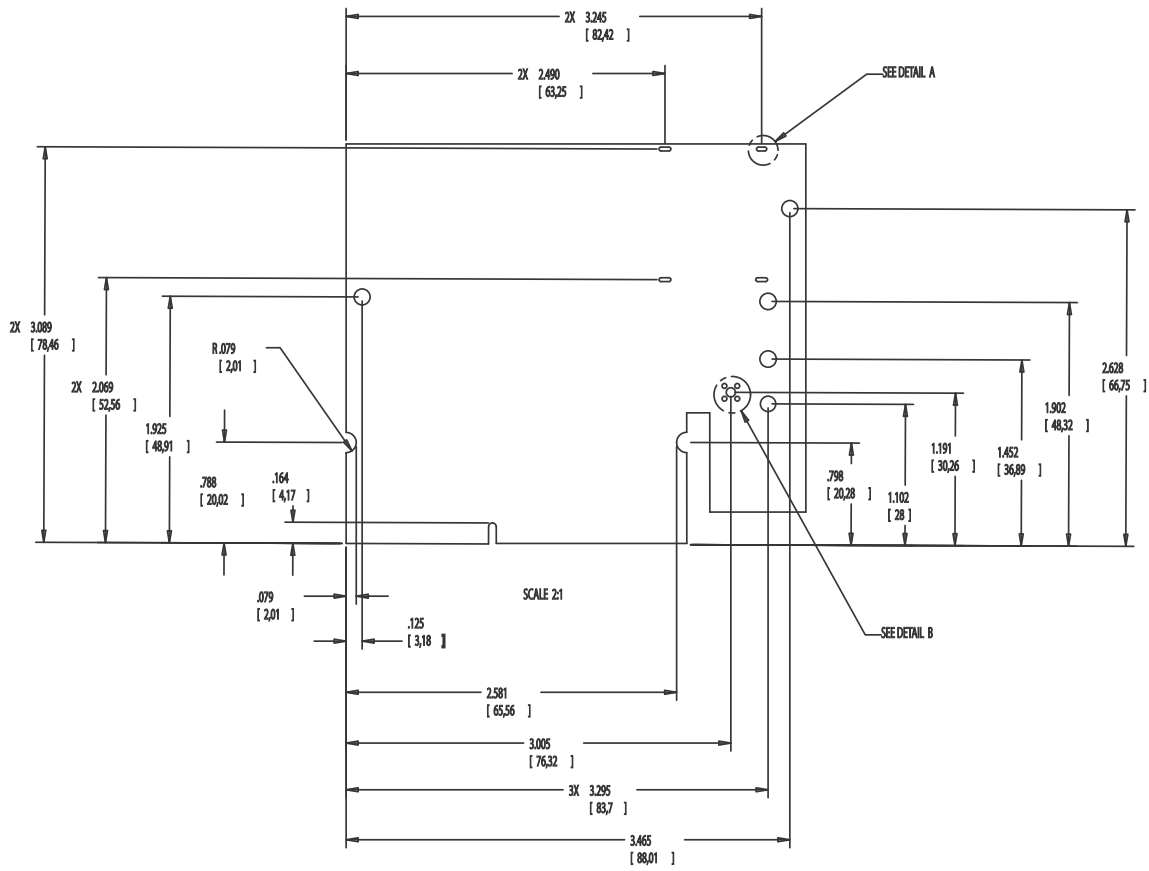 2X 3.245
[ 82,42 ]
2X 2.490
[ 63,25 ]
SEE DETAIL A
2X 3.089
[ 78,46 ]
2X 2.069
[ 52,56 ]
1.925
[ 48,91 ]
R .079
[ 2,01 ]
.788
[ 20,02 ]
.164
[ 4,17 ]
2.628
[ 66,75 ]
1.902
[ 48,32 ]
1.452
[ 36,89 ]
1.191
[ 30,26 ]
.798
[ 20,28 ]
1.102
[ 28 ]
.079
[ 2,01 ]
SCALE 2:1
.125
[ 3,18 ]
SEE DETAIL B
2.581
[ 65,56 ]
3.005
[ 76,32 ]
3X 3.295
[ 83,7 ]
3.465
[ 88,01 ]